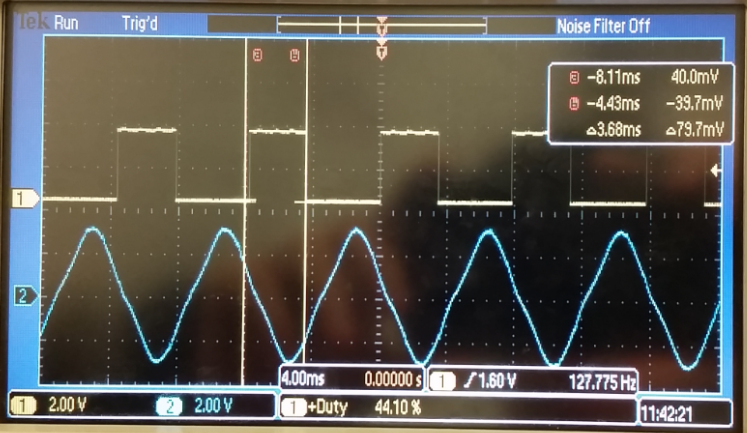 Tek Run Trig'd Noise Filter Off
a -8.11ms 40.0mV
b -4.43ms -39.7mV
△3.68ms △79.7mV
1
2
4.00ms 0.00000 s 1 / 1.60 V 127.775 Hz
1 2.00 V 2 2.00 V 1 +Duty 44.10 % 11:42:21